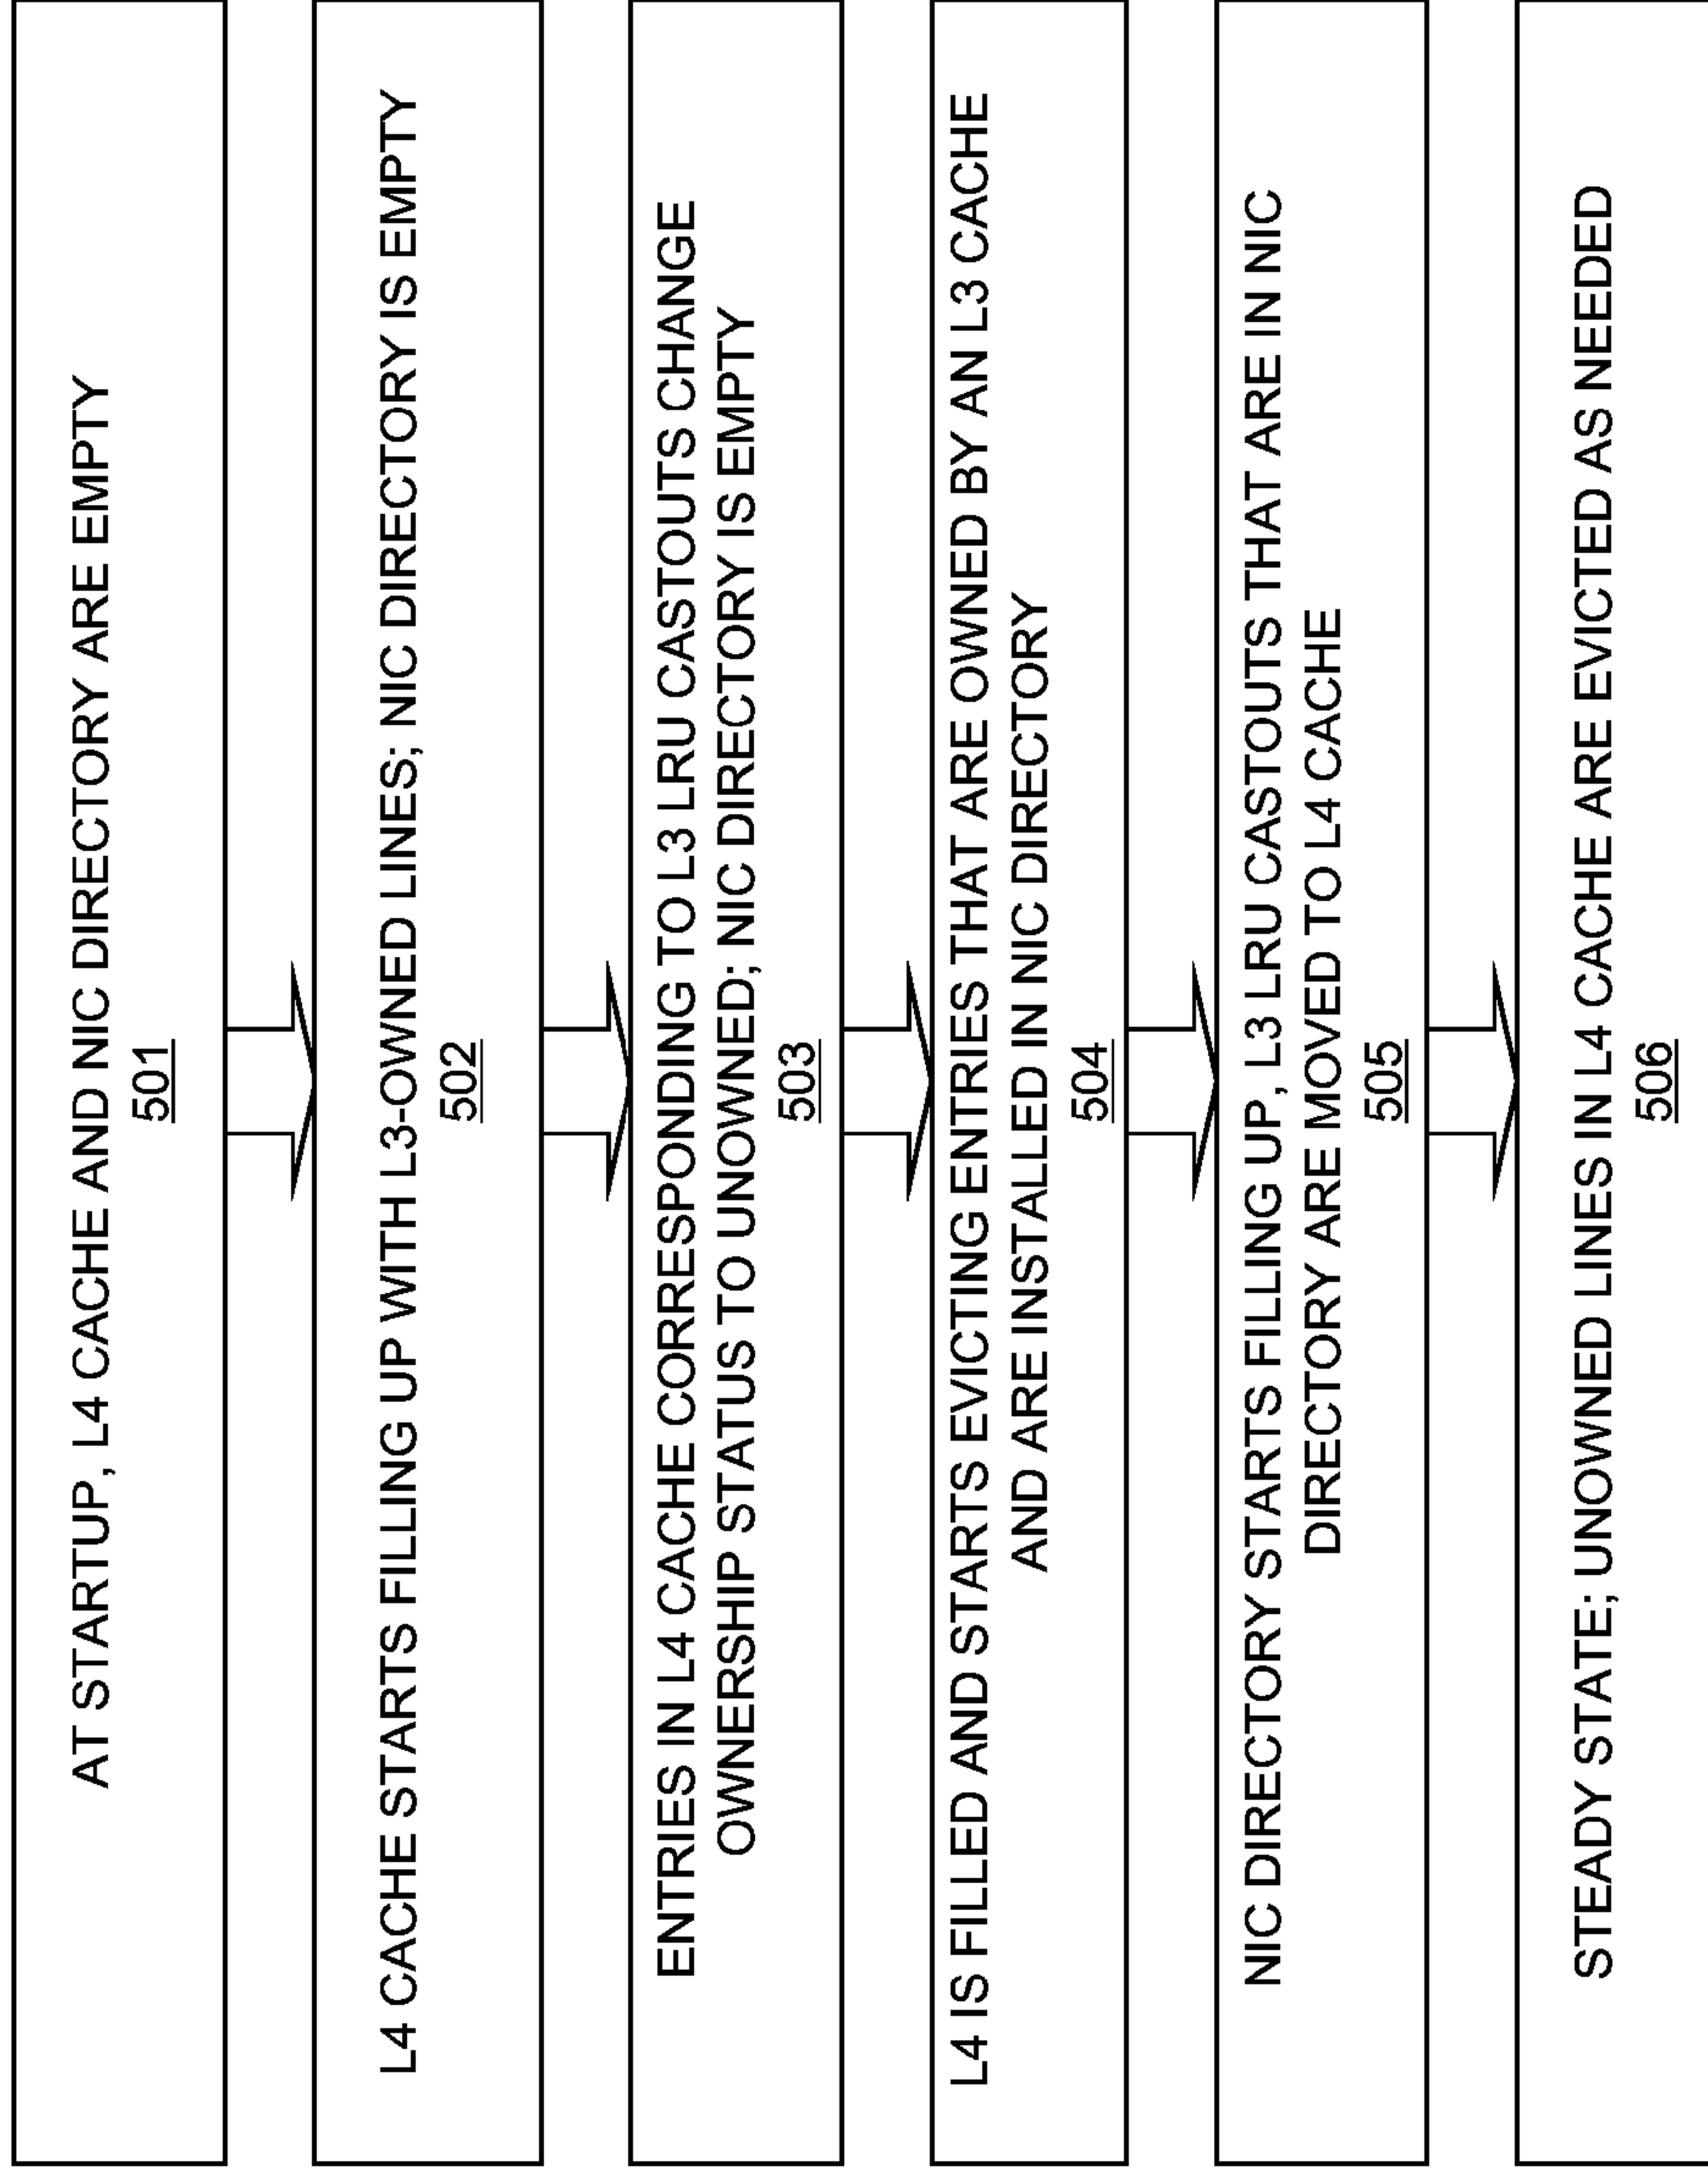 AT STARTUP, L4 CACHE AND NIC DIRECTORY ARE EMPTY
501
L4 CACHE STARTS FILLING UP WITH L3-OWNED LINES; NIC DIRECTORY IS EMPTY
502
ENTRIES IN L4 CACHE CORRESPONDING TO L3 LRU CASTOUTS CHANGE
OWNERSHIP STATUS TO UNOWNED; NIC DIRECTORY IS EMPTY
503
L4 IS FILLED AND STARTS EVICTING ENTRIES THAT ARE OWNED BY AN L3 CACHE
AND ARE INSTALLED IN NIC DIRECTORY
504
NIC DIRECTORY STARTS FILLING UP, L3 LRU CASTOUTS THAT ARE IN NIC
DIRECTORY ARE MOVED TO L4 CACHE
505
STEADY STATE; UNOWNED LINES IN L4 CACHE ARE EVICTED AS NEEDED
506